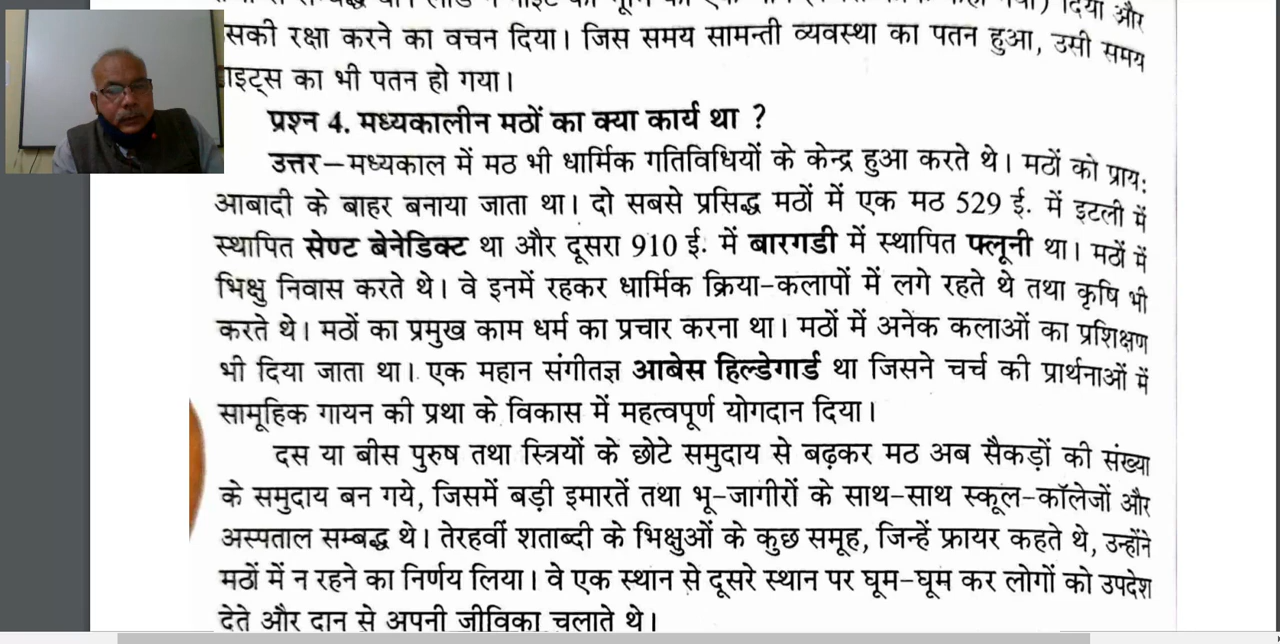 दिया और
सकी रक्षा करने का वचन दिया। जिस समय सामन्ती व्यवस्था का पतन हुआ, उसी समय
ाइट्स का भी पतन हो गया।
प्रश्न 4. मध्यकालीन मठों का क्या कार्य था ?
उत्तर–मध्यकाल में मठ भी धार्मिक गतिविधियों के केन्द्र हुआ करते थे। मठों को प्राय:
आबादी के बाहर बनाया जाता था। दो सबसे प्रसिद्ध मठों में एक मठ 529 ई. में इटली में
स्थापित सेण्ट बेनेडिक्ट था और दूसरा 910 ई. में बारगडी में स्थापित फ्लूनी था। मठों में
भिक्षु निवास करते थे। वे इनमें रहकर धार्मिक क्रिया-कलापों में लगे रहते थे तथा कृषि भी
करते थे। मठों का प्रमुख काम धर्म का प्रचार करना था। मठों में अनेक कलाओं का प्रशिक्षण
भी दिया जाता था। एक महान संगीतज्ञ आबेस हिल्डेगार्ड था जिसने चर्च की प्रार्थनाओं में
सामूहिक गायन की प्रथा के विकास में महत्वपूर्ण योगदान दिया।
दस या बीस पुरुष तथा स्त्रियों के छोटे समुदाय से बढ़कर मठ अब सैकड़ों की संख्या
के समुदाय बन गये, जिसमें बड़ी इमारतें तथा भू-जागीरों के साथ-साथ स्कूल-कॉलेजों और
अस्पताल सम्बद्ध थे। तेरहवीं शताब्दी के भिक्षुओं के कुछ समूह, जिन्हें फ्रायर कहते थे, उन्होंने
मठों में न रहने का निर्णय लिया। वे एक स्थान से दूसरे स्थान पर घूम-घूम कर लोगों को उपदेश
देते और दान से अपनी जीविका चलाते थे।